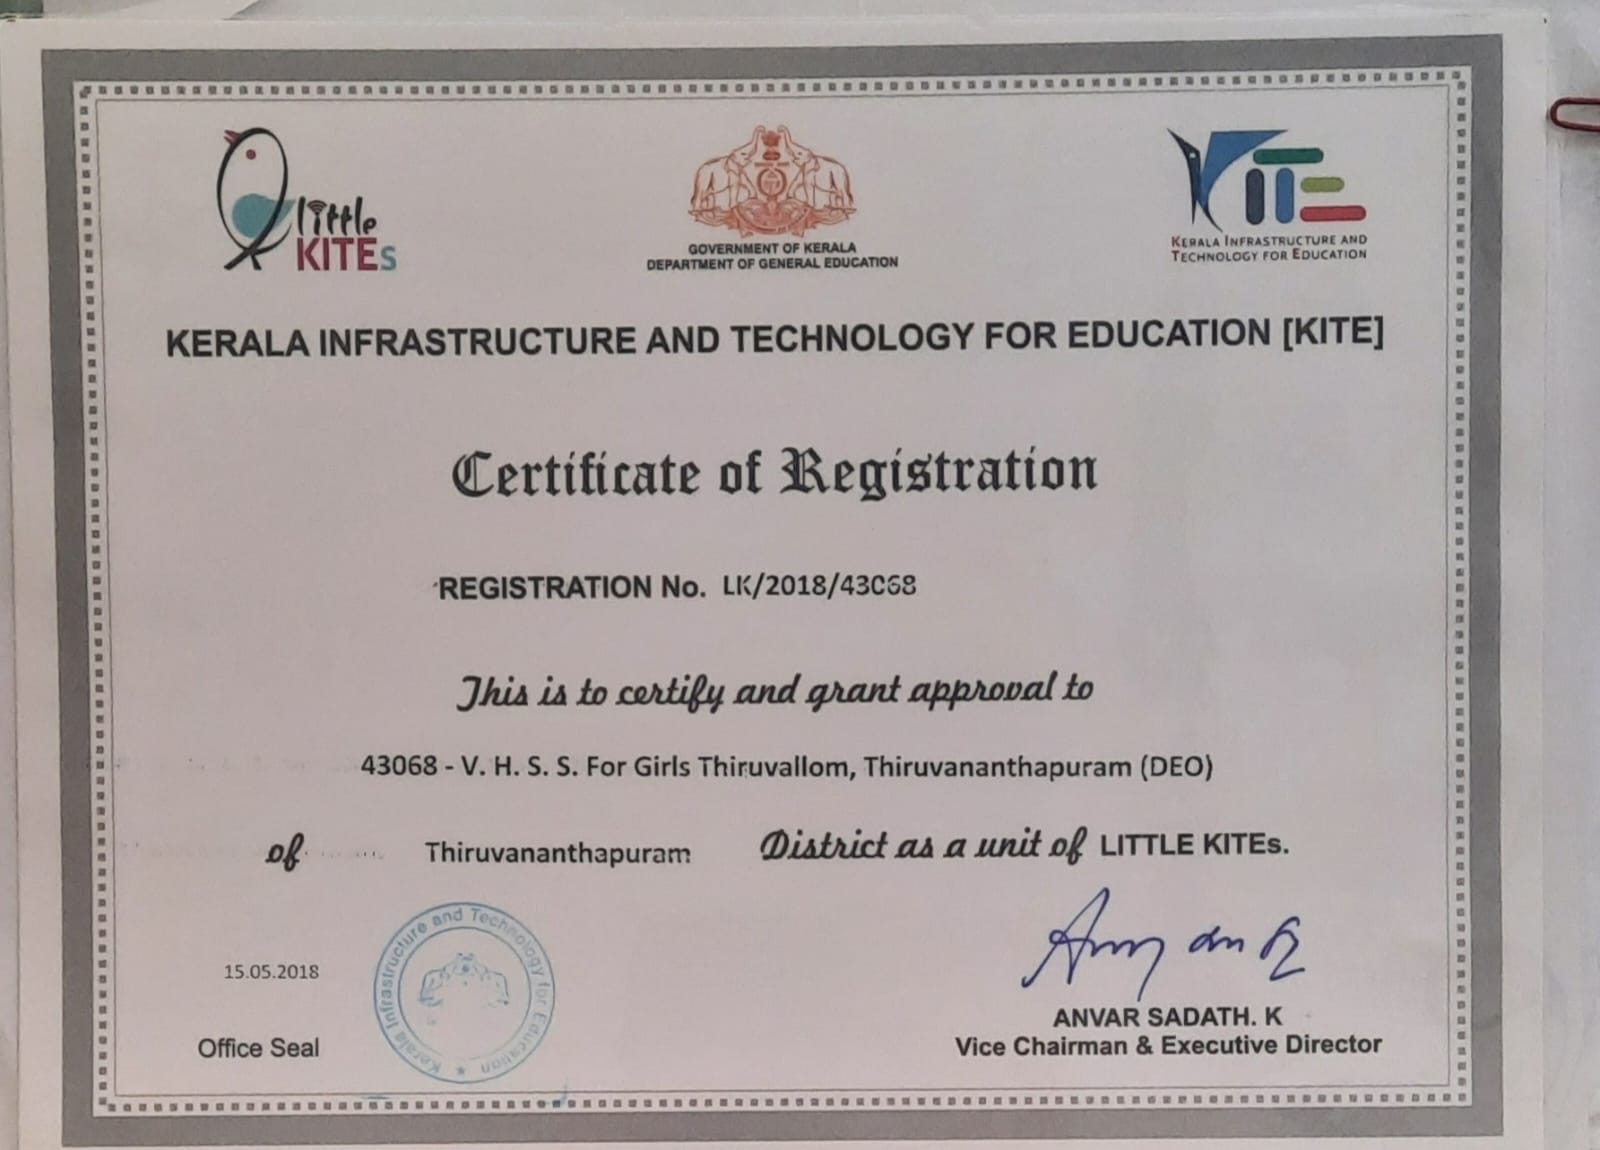 little
KITEs
GOVERNMENT OF KERALA
DEPARTMENT OF GENERAL EDUCATION
KITE
KERALA INFRASTRUCTURE AND
TECHNOLOGY FOR EDUCATION
KERALA INFRASTRUCTURE AND TECHNOLOGY FOR EDUCATION [KITE]
Certificate of Registration
REGISTRATION No. LK/2018/43068
This is to certify and grant approval to
43068 - V. H. S. S. For Girls Thiruvallom, Thiruvananthapuram (DEO)
of Thiruvananthapuram District as a unit of LITTLE KITEs.
15.05.2018
Kerala Infrastructure and Technology for Education
Office Seal
ANVAR SADATH. K
Vice Chairman & Executive Director